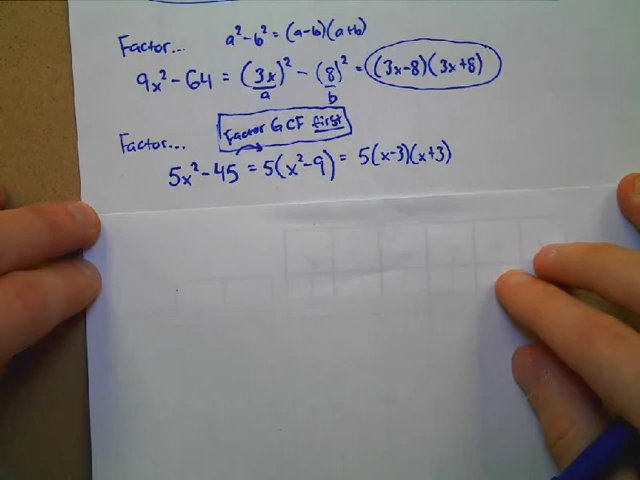 Factor... a² - b² = (a-b)(a+b)
9x² - 64 = (3x)² - (8)² = (3x-8)(3x+8)
a b
Factor GCF first
Factor...
5x² - 45 = 5(x² - 9) = 5(x-3)(x+3)